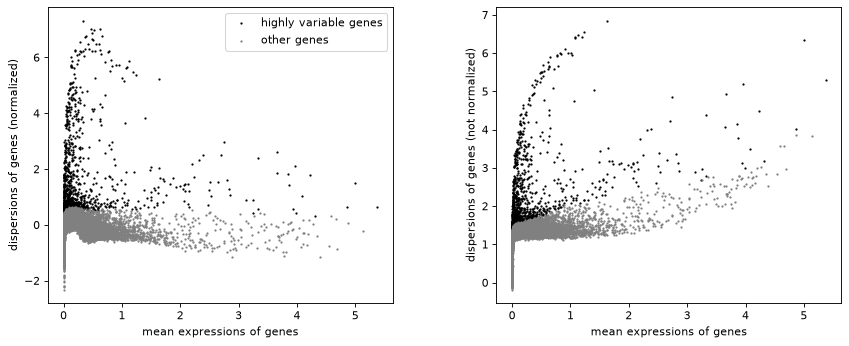 highly variable genes
other genes
dispersions of genes (normalized)
6
4
2
0
−2
0 1 2 3 4 5
mean expressions of genes
dispersions of genes (not normalized)
7
6
5
4
3
2
1
0
0 1 2 3 4 5
mean expressions of genes